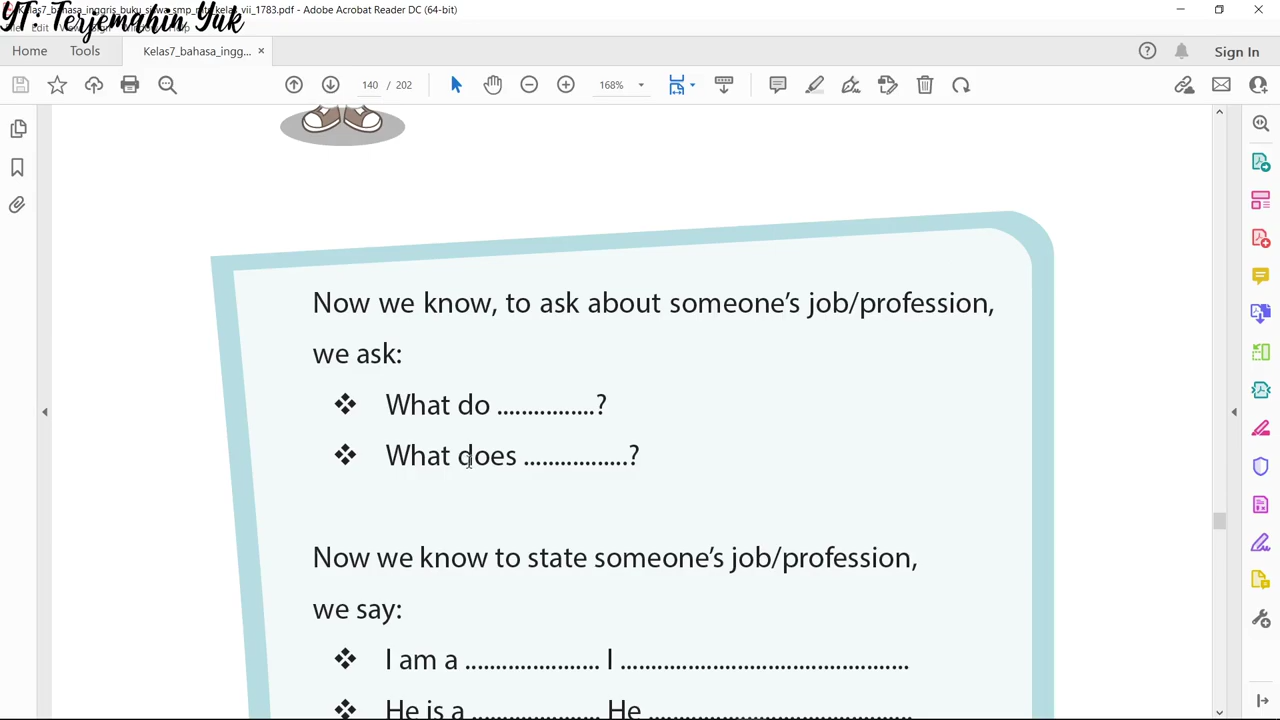 Kelas7_bahasa_inggris_buku_siswa_smp_mts_kelas_vii_1783.pdf - Adobe Acrobat Reader DC (64-bit)
YT: Terjemahin Yuk
Home Tools Kelas7_bahasa_ingg... ×
Sign In
140 / 202 168%
Now we know, to ask about someone's job/profession,
we ask:
❖ What do ................?
❖ What does .................?
Now we know to state someone's job/profession,
we say:
❖ I am a ...................... I ...............................................
❖ He is a ..................... He ...........................................